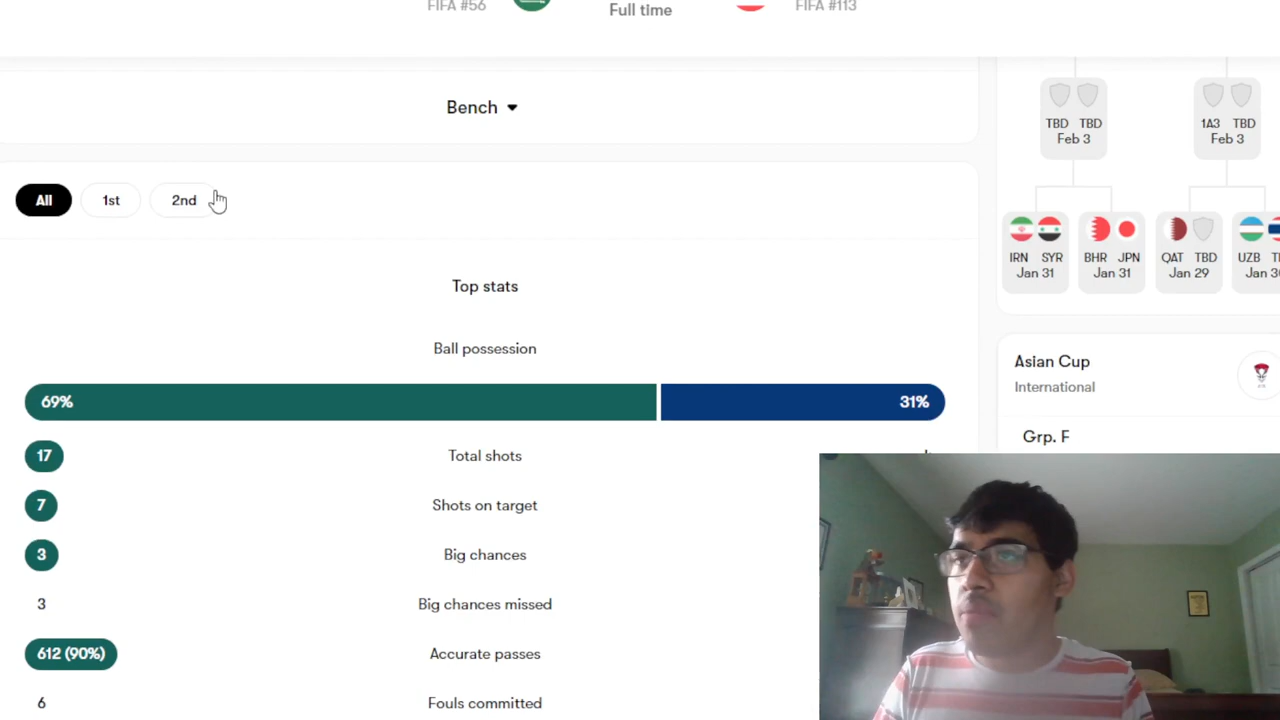 FIFA #56
Full time
FIFA #113
Bench
All 1st 2nd
Top stats
Ball possession
69% 31%
17 Total shots
7 Shots on target
3 Big chances
3 Big chances missed
612 (90%) Accurate passes
6 Fouls committed
TBD TBD
Feb 3
1A3 TBD
Feb 3
IRN SYR
Jan 31
BHR JPN
Jan 31
QAT TBD
Jan 29
UZB
Asian Cup
International
Grp. F